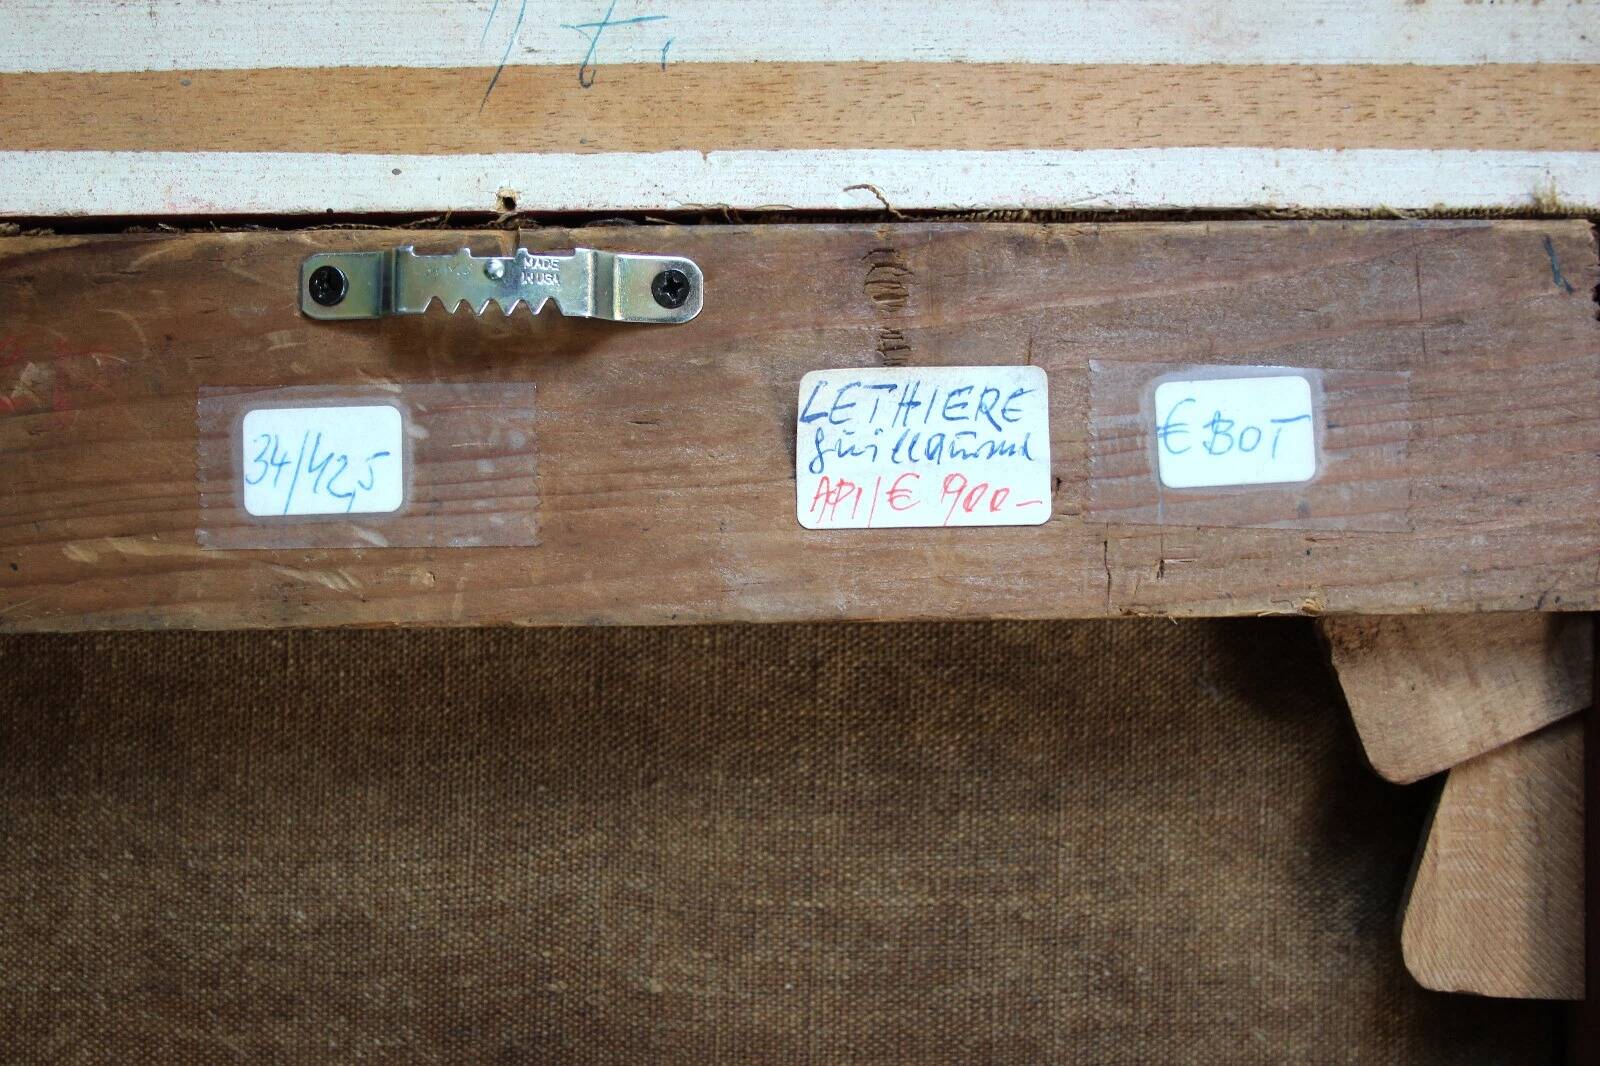 MADE
IN USA
34/42,5
LETHIERE
Guillaume
API/€ 900-
€BOT